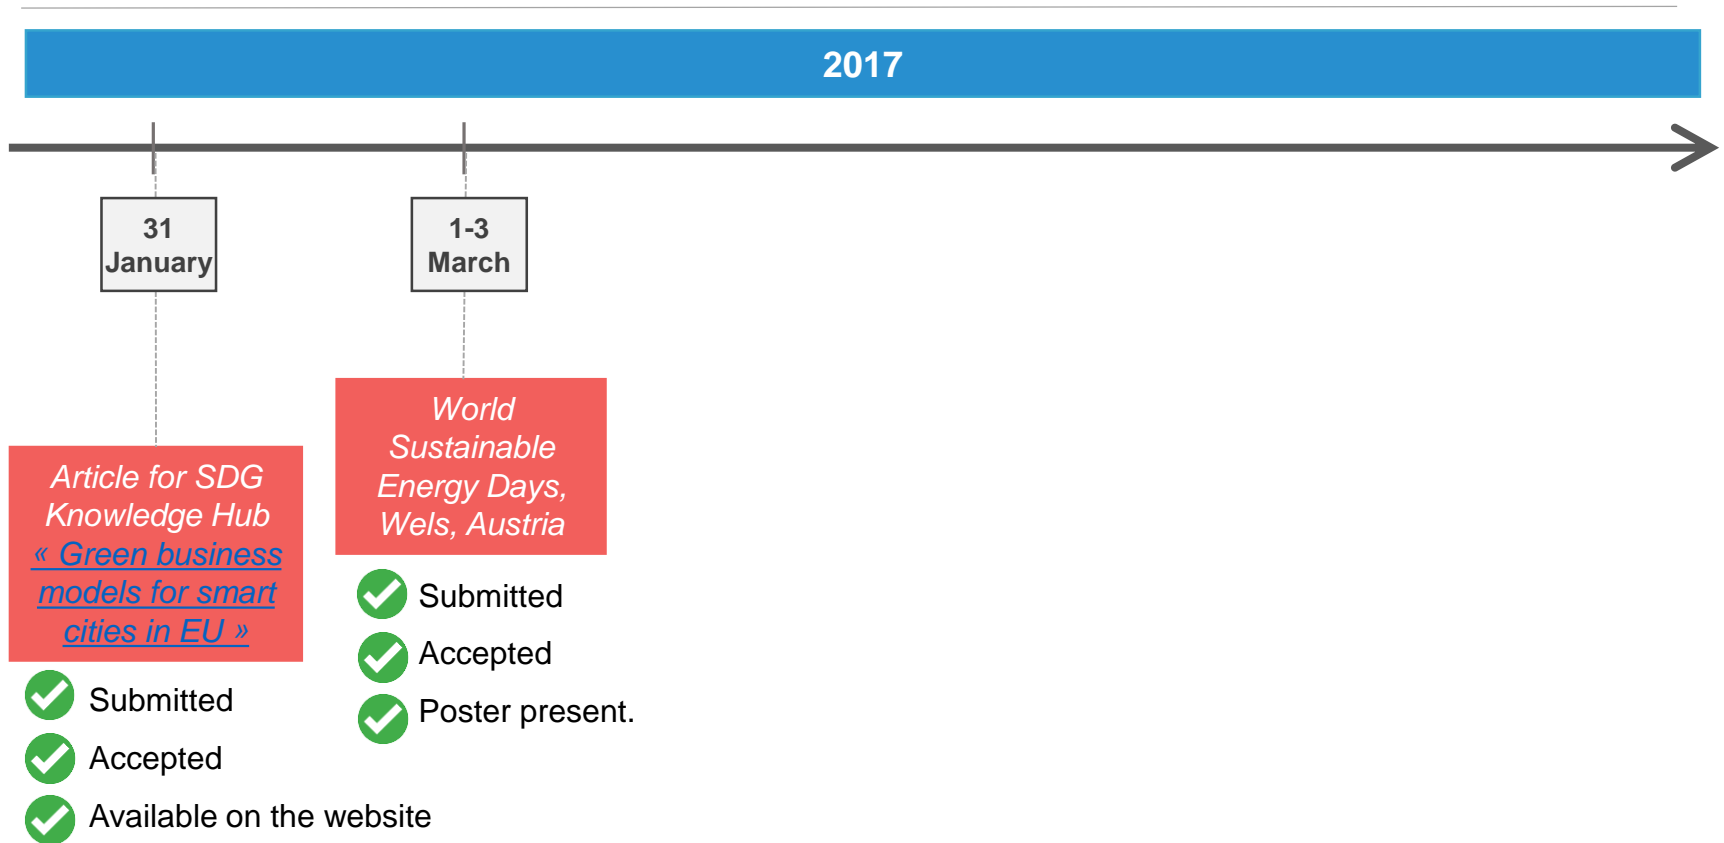 2017
31
January
1-3
March
World
Sustainable
Energy Days,
Wels, Austria
Article for SDG
Knowledge Hub
« Green business
models for smart
cities in EU »
Submitted
Accepted
Poster present.
Submitted
Accepted
Available on the website